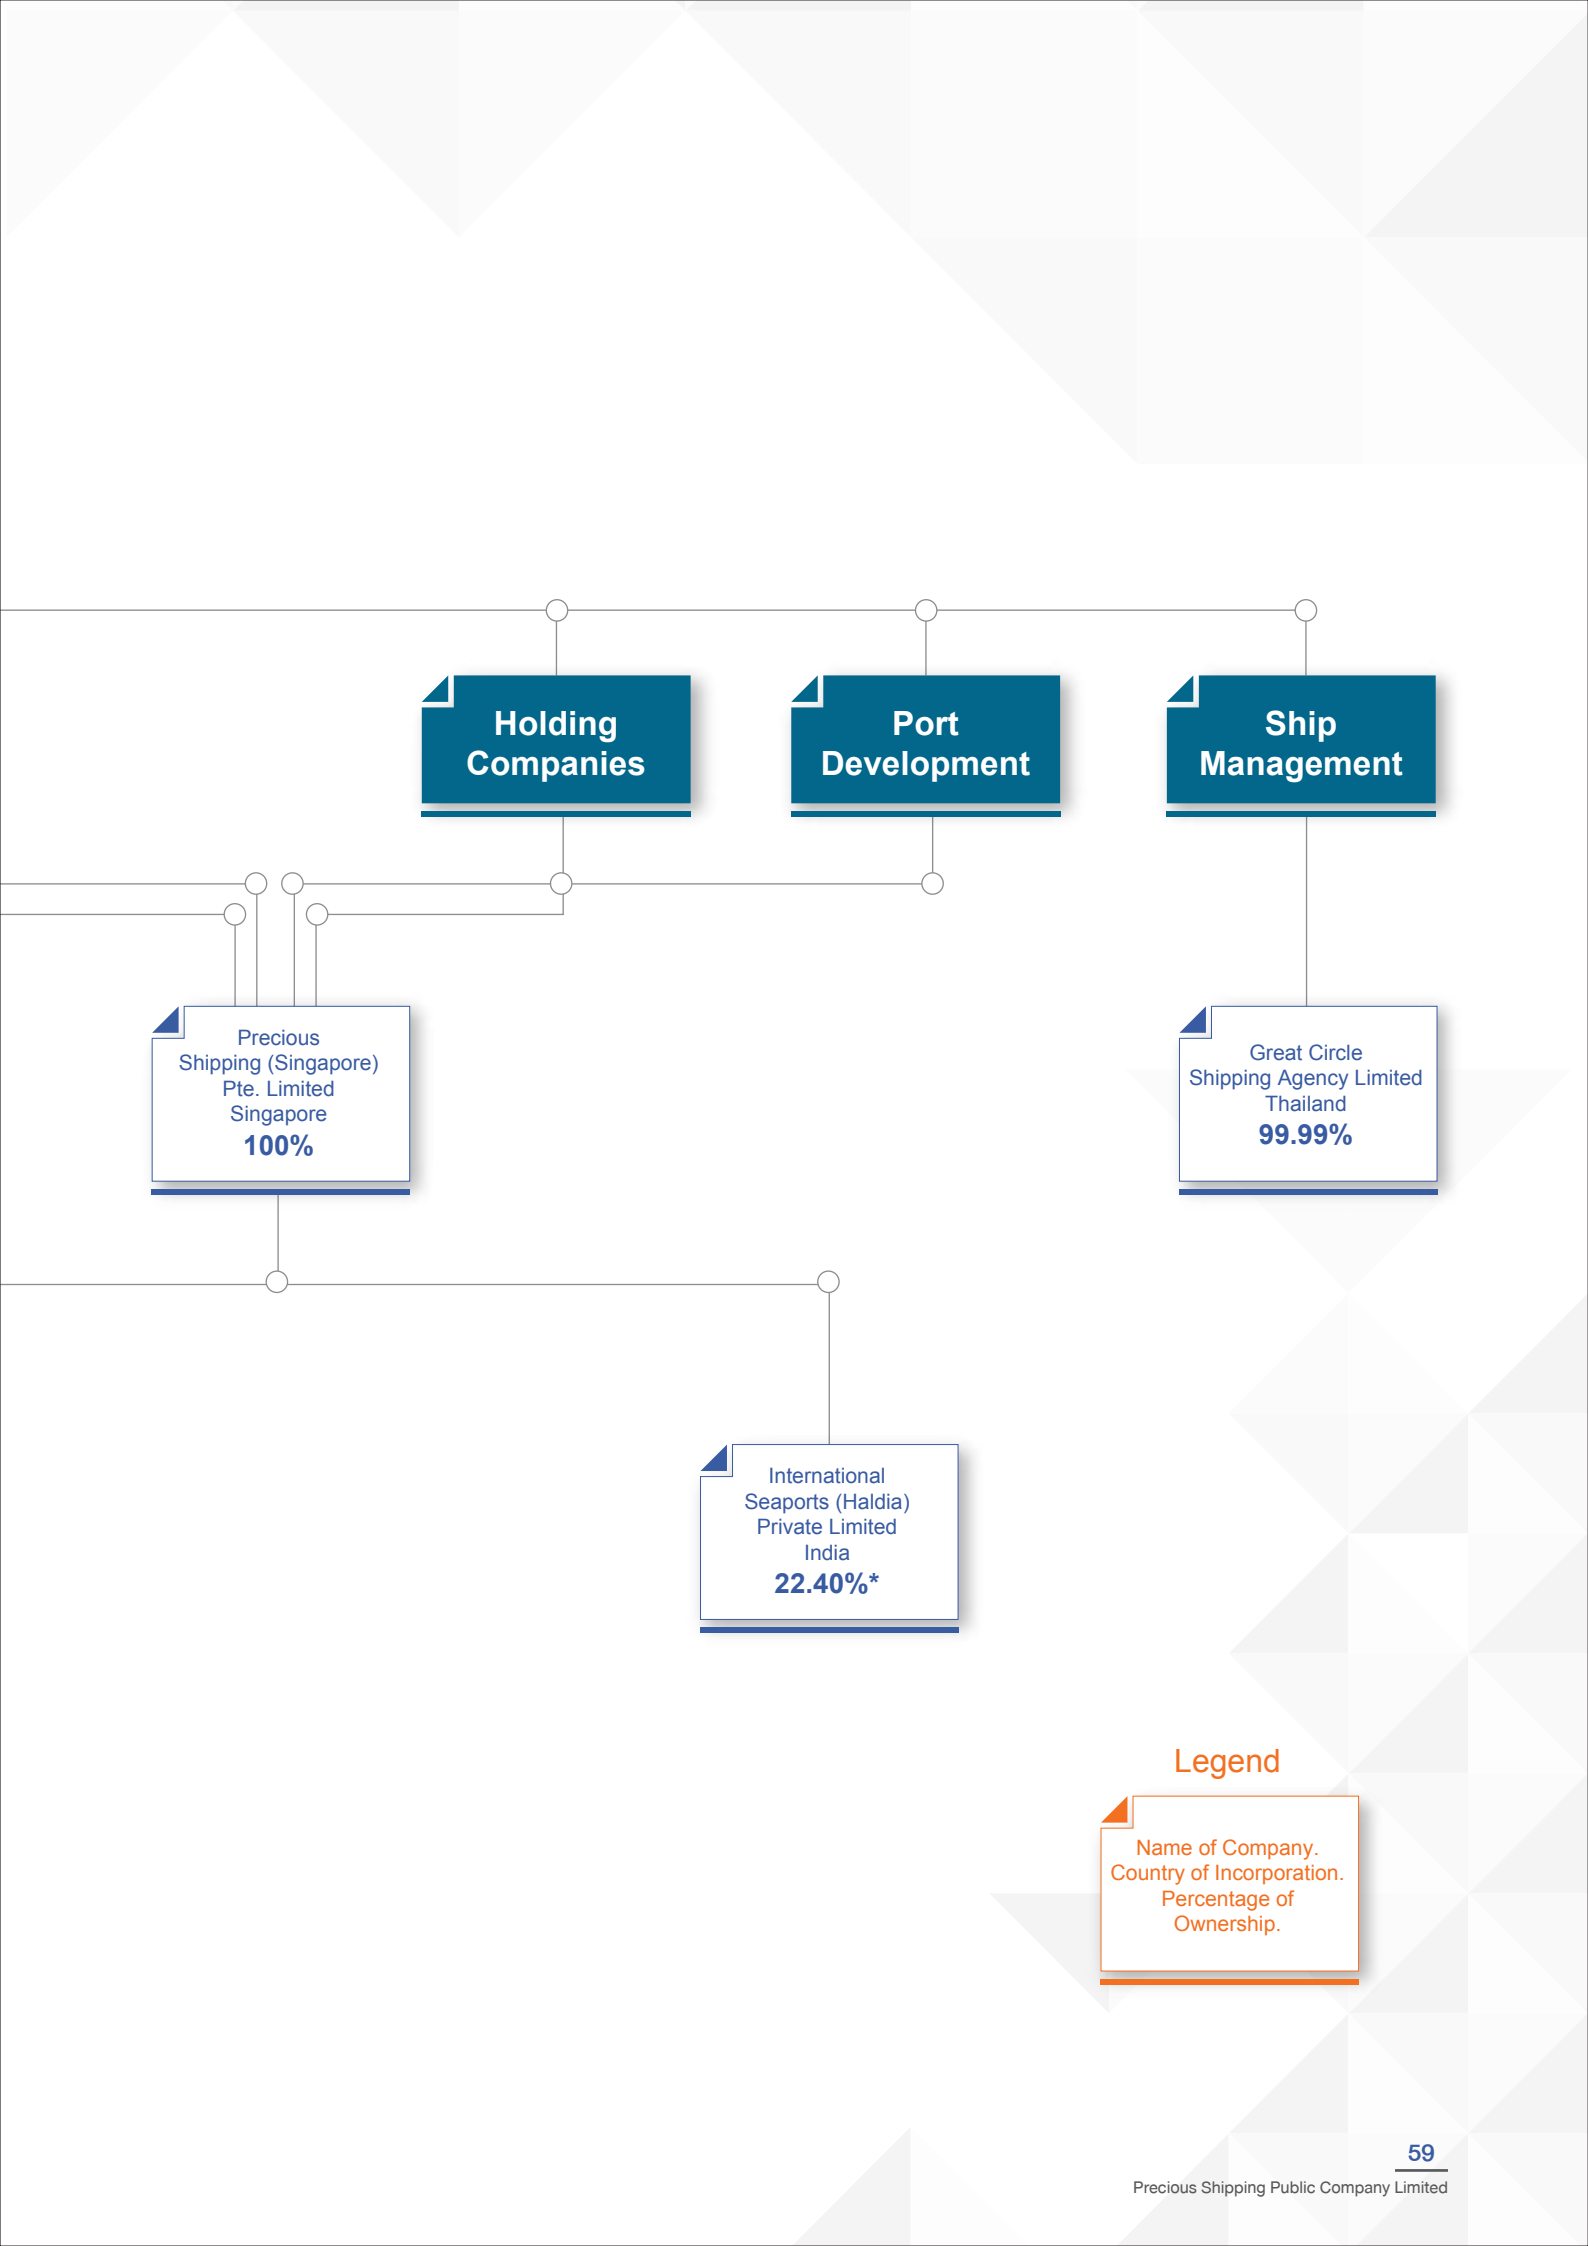 Holding
Companies
Port
Development
Ship
Management
Precious
Shipping (Singapore)
Pte. Limited
Singapore
100%
Great Circle
Shipping Agency Limited
Thailand
99.99%
International
Seaports (Haldia)
Private Limited
India
22.40%*
Legend
Name of Company.
Country of Incorporation.
Percentage of
Ownership.
59
Precious Shipping Public Company Limited